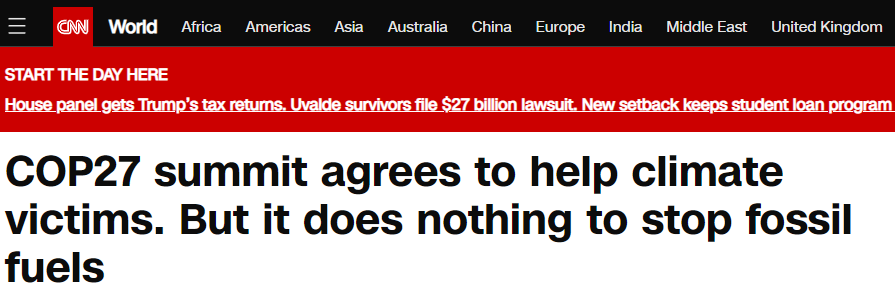 CNN World Africa Americas Asia Australia China Europe India Middle East United Kingdom
START THE DAY HERE
House panel gets Trump's tax returns. Uvalde survivors file $27 billion lawsuit. New setback keeps student loan program
COP27 summit agrees to help climate
victims. But it does nothing to stop fossil
fuels